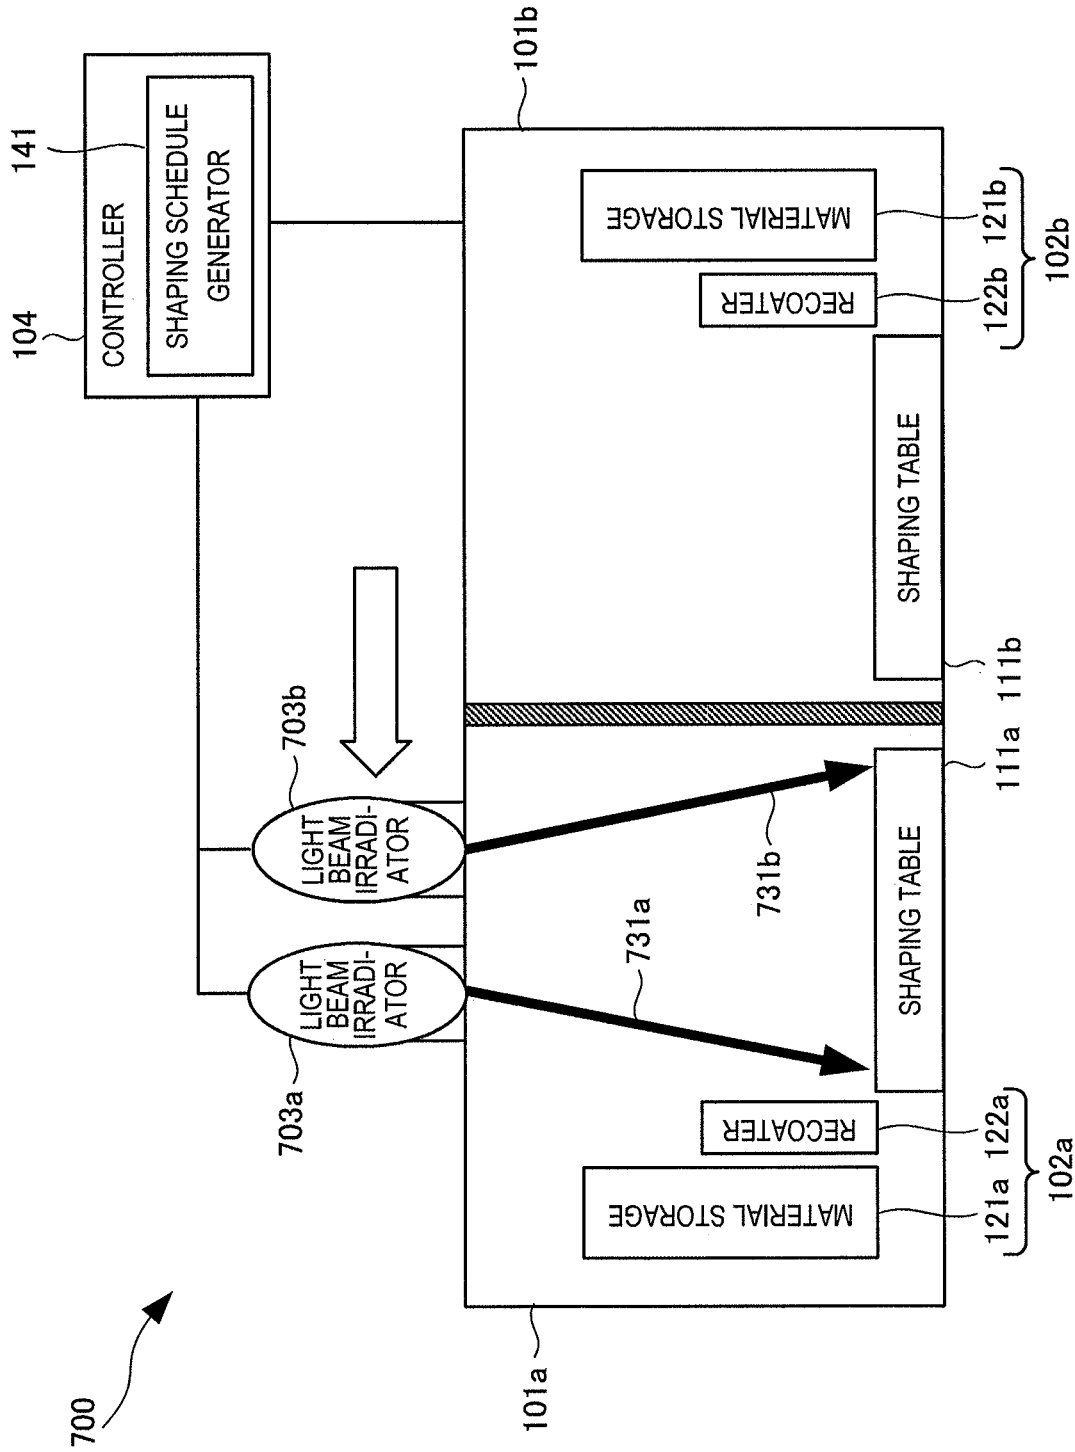 700
104
CONTROLLER
141
SHAPING SCHEDULE
GENERATOR
703a
LIGHT
BEAM
IRRADI-
ATOR
703b
LIGHT
BEAM
IRRADI-
ATOR
101a
101b
731a
731b
MATERIAL STORAGE
RECOATER
SHAPING TABLE
SHAPING TABLE
RECOATER
MATERIAL STORAGE
121a
122a
111a
111b
122b
121b
102a
102b